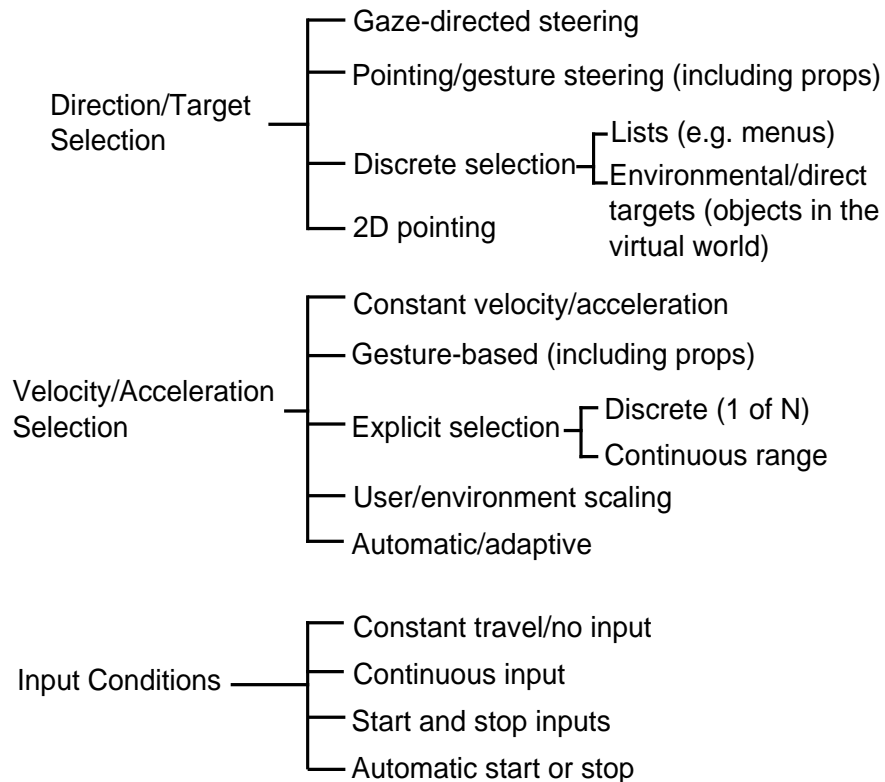 Direction/Target
Selection
Gaze-directed steering
Pointing/gesture steering (including props)
Discrete selection
Lists (e.g. menus)
Environmental/direct
targets (objects in the
virtual world)
2D pointing
Velocity/Acceleration
Selection
Constant velocity/acceleration
Gesture-based (including props)
Explicit selection
Discrete (1 of N)
Continuous range
User/environment scaling
Automatic/adaptive
Input Conditions
Constant travel/no input
Continuous input
Start and stop inputs
Automatic start or stop